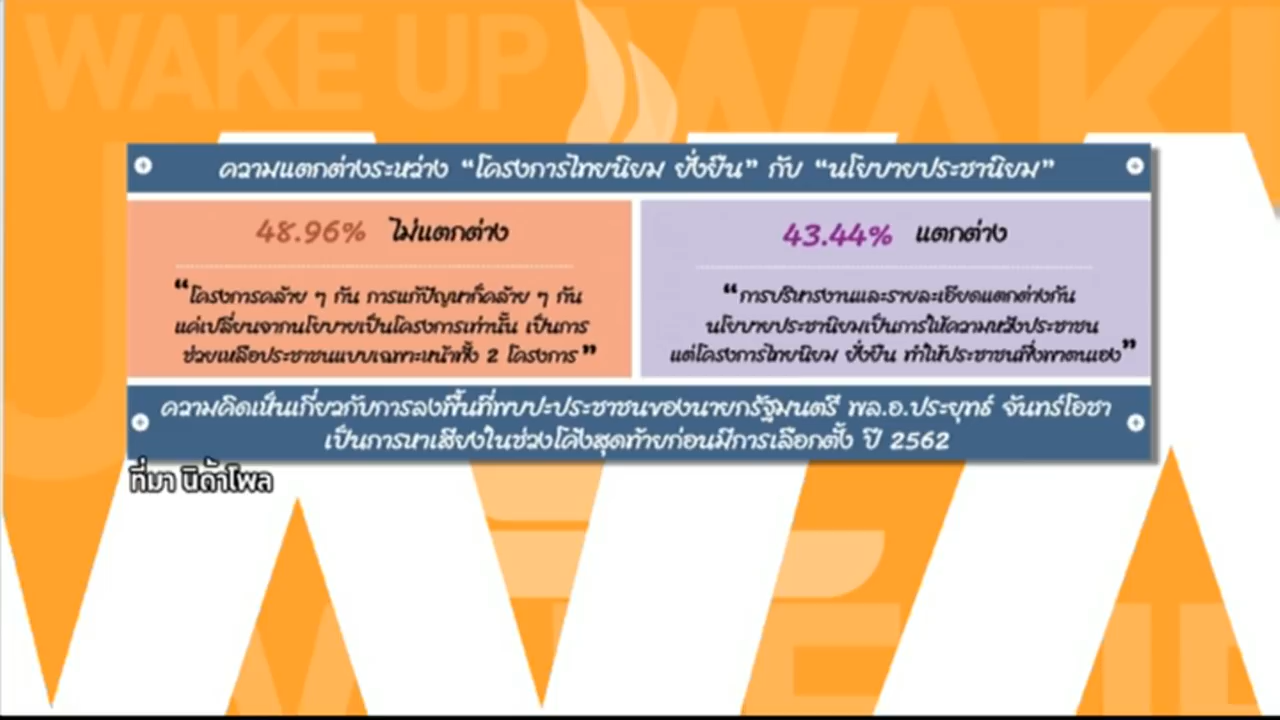 WAKE UP
WAKE
ความแตกต่างระหว่าง “โครงการไทยนิยม ยั่งยืน” กับ “นโยบายประชานิยม”
48.96% ไม่แตกต่าง
“โครงการคล้าย ๆ กัน การแก้ปัญหาก็คล้าย ๆ กัน
แค่เปลี่ยนจากนโยบายเป็นโครงการเท่านั้น เป็นการ
ช่วยเหลือประชาชนแบบเฉพาะหน้าทั้ง 2 โครงการ”
43.44% แตกต่าง
“การบริหารงานและรายละเอียดแตกต่างกัน
นโยบายประชานิยมเป็นการให้ความหวังประชาชน
แต่โครงการไทยนิยม ยั่งยืน ทำให้ประชาชนพึ่งพาตนเอง”
ความคิดเห็นเกี่ยวกับการลงพื้นที่พบปะประชาชนของนายกรัฐมนตรี พล.อ.ประยุทธ์ จันทร์โอชา
เป็นการหาเสียงในช่วงโค้งสุดท้ายก่อนมีการเลือกตั้ง ปี 2562
ที่มา นิด้าโพล